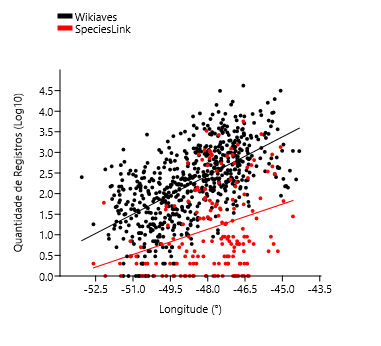 Wikiaves
SpeciesLink
Quantidade de Registros (Log10)
4.5
4.0
3.5
3.0
2.5
2.0
1.5
1.0
0.5
0.0
-52.5 -51.0 -49.5 -48.0 -46.5 -45.0 -43.5
Longitude (°)